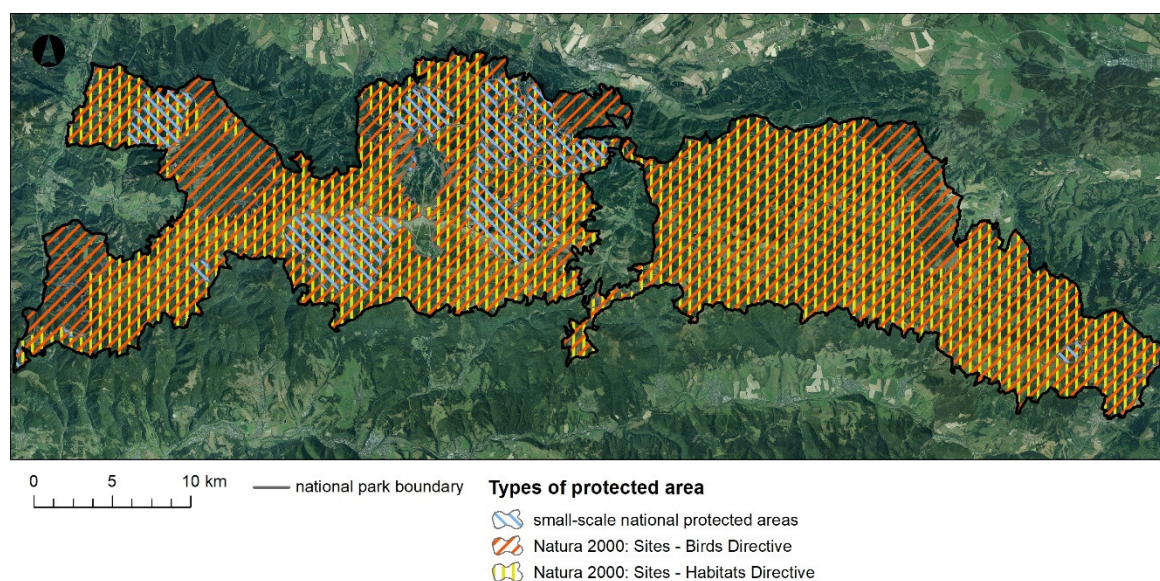 0 5 10 km
national park boundary
Types of protected area
small-scale national protected areas
Natura 2000: Sites - Birds Directive
Natura 2000: Sites - Habitats Directive